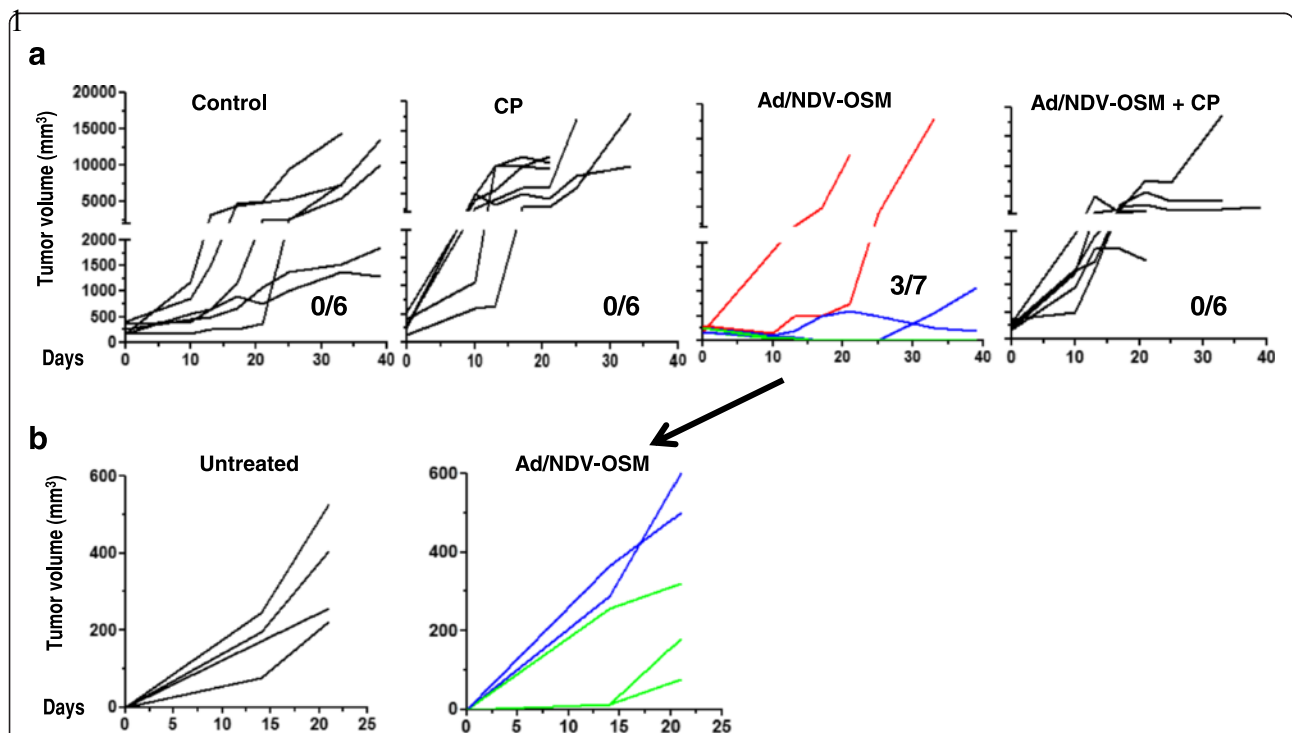 1
a
Control
CP
Ad/NDV-OSM
Ad/NDV-OSM + CP
Tumor volume (mm³)
20000
15000
10000
5000
2000
1500
1000
500
0
0/6
0/6
3/7
0/6
Days
0 10 20 30 40
0 10 20 30 40
0 10 20 30 40
0 10 20 30 40
b
Untreated
Ad/NDV-OSM
Tumor volume (mm³)
600
400
200
0
600
400
200
0
Days
0 5 10 15 20 25
0 5 10 15 20 25